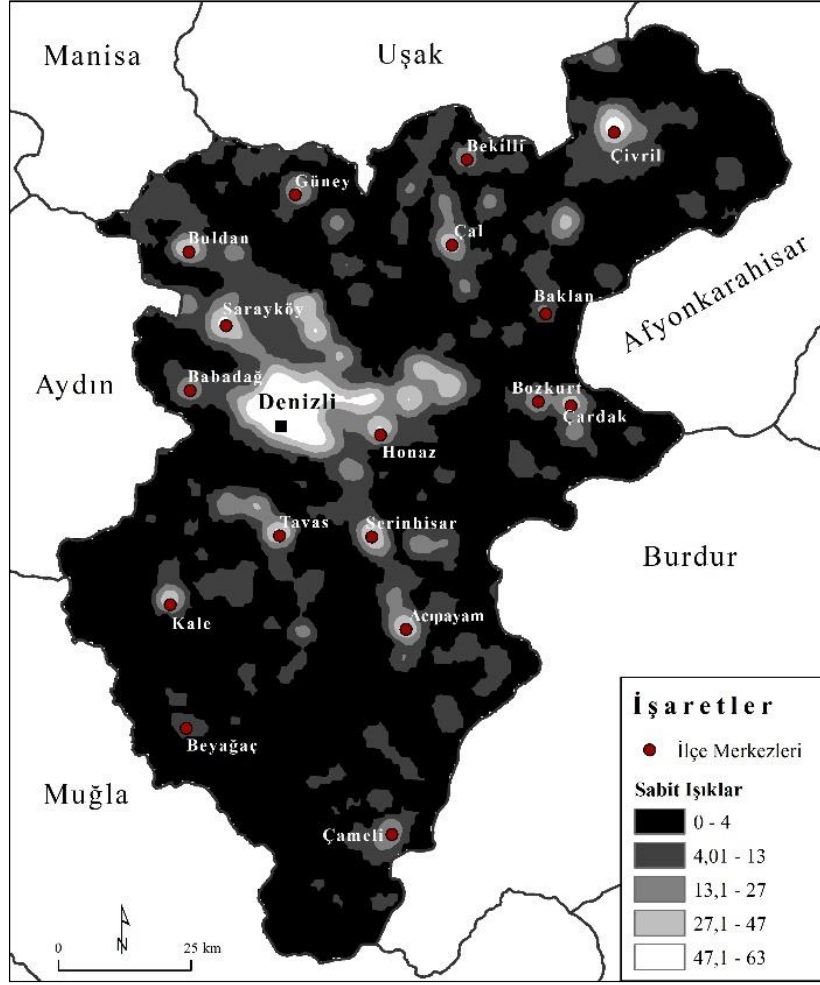 Manisa
Uşak
Bekilli
Çivril
Güney
Buldan
Çal
Sarayköy
Baklan
Afyonkarahisar
Aydın
Babadağ
Denizli
Bozkurt
Çardak
Honaz
Tavas
Serinhisar
Burdur
Kale
Acıpayam
Beyağaç
Muğla
Çameli
İşaretler
İlçe Merkezleri
Sabit Işıklar
0 - 4
4,01 - 13
13,1 - 27
27,1 - 47
47,1 - 63
N
0 25 km